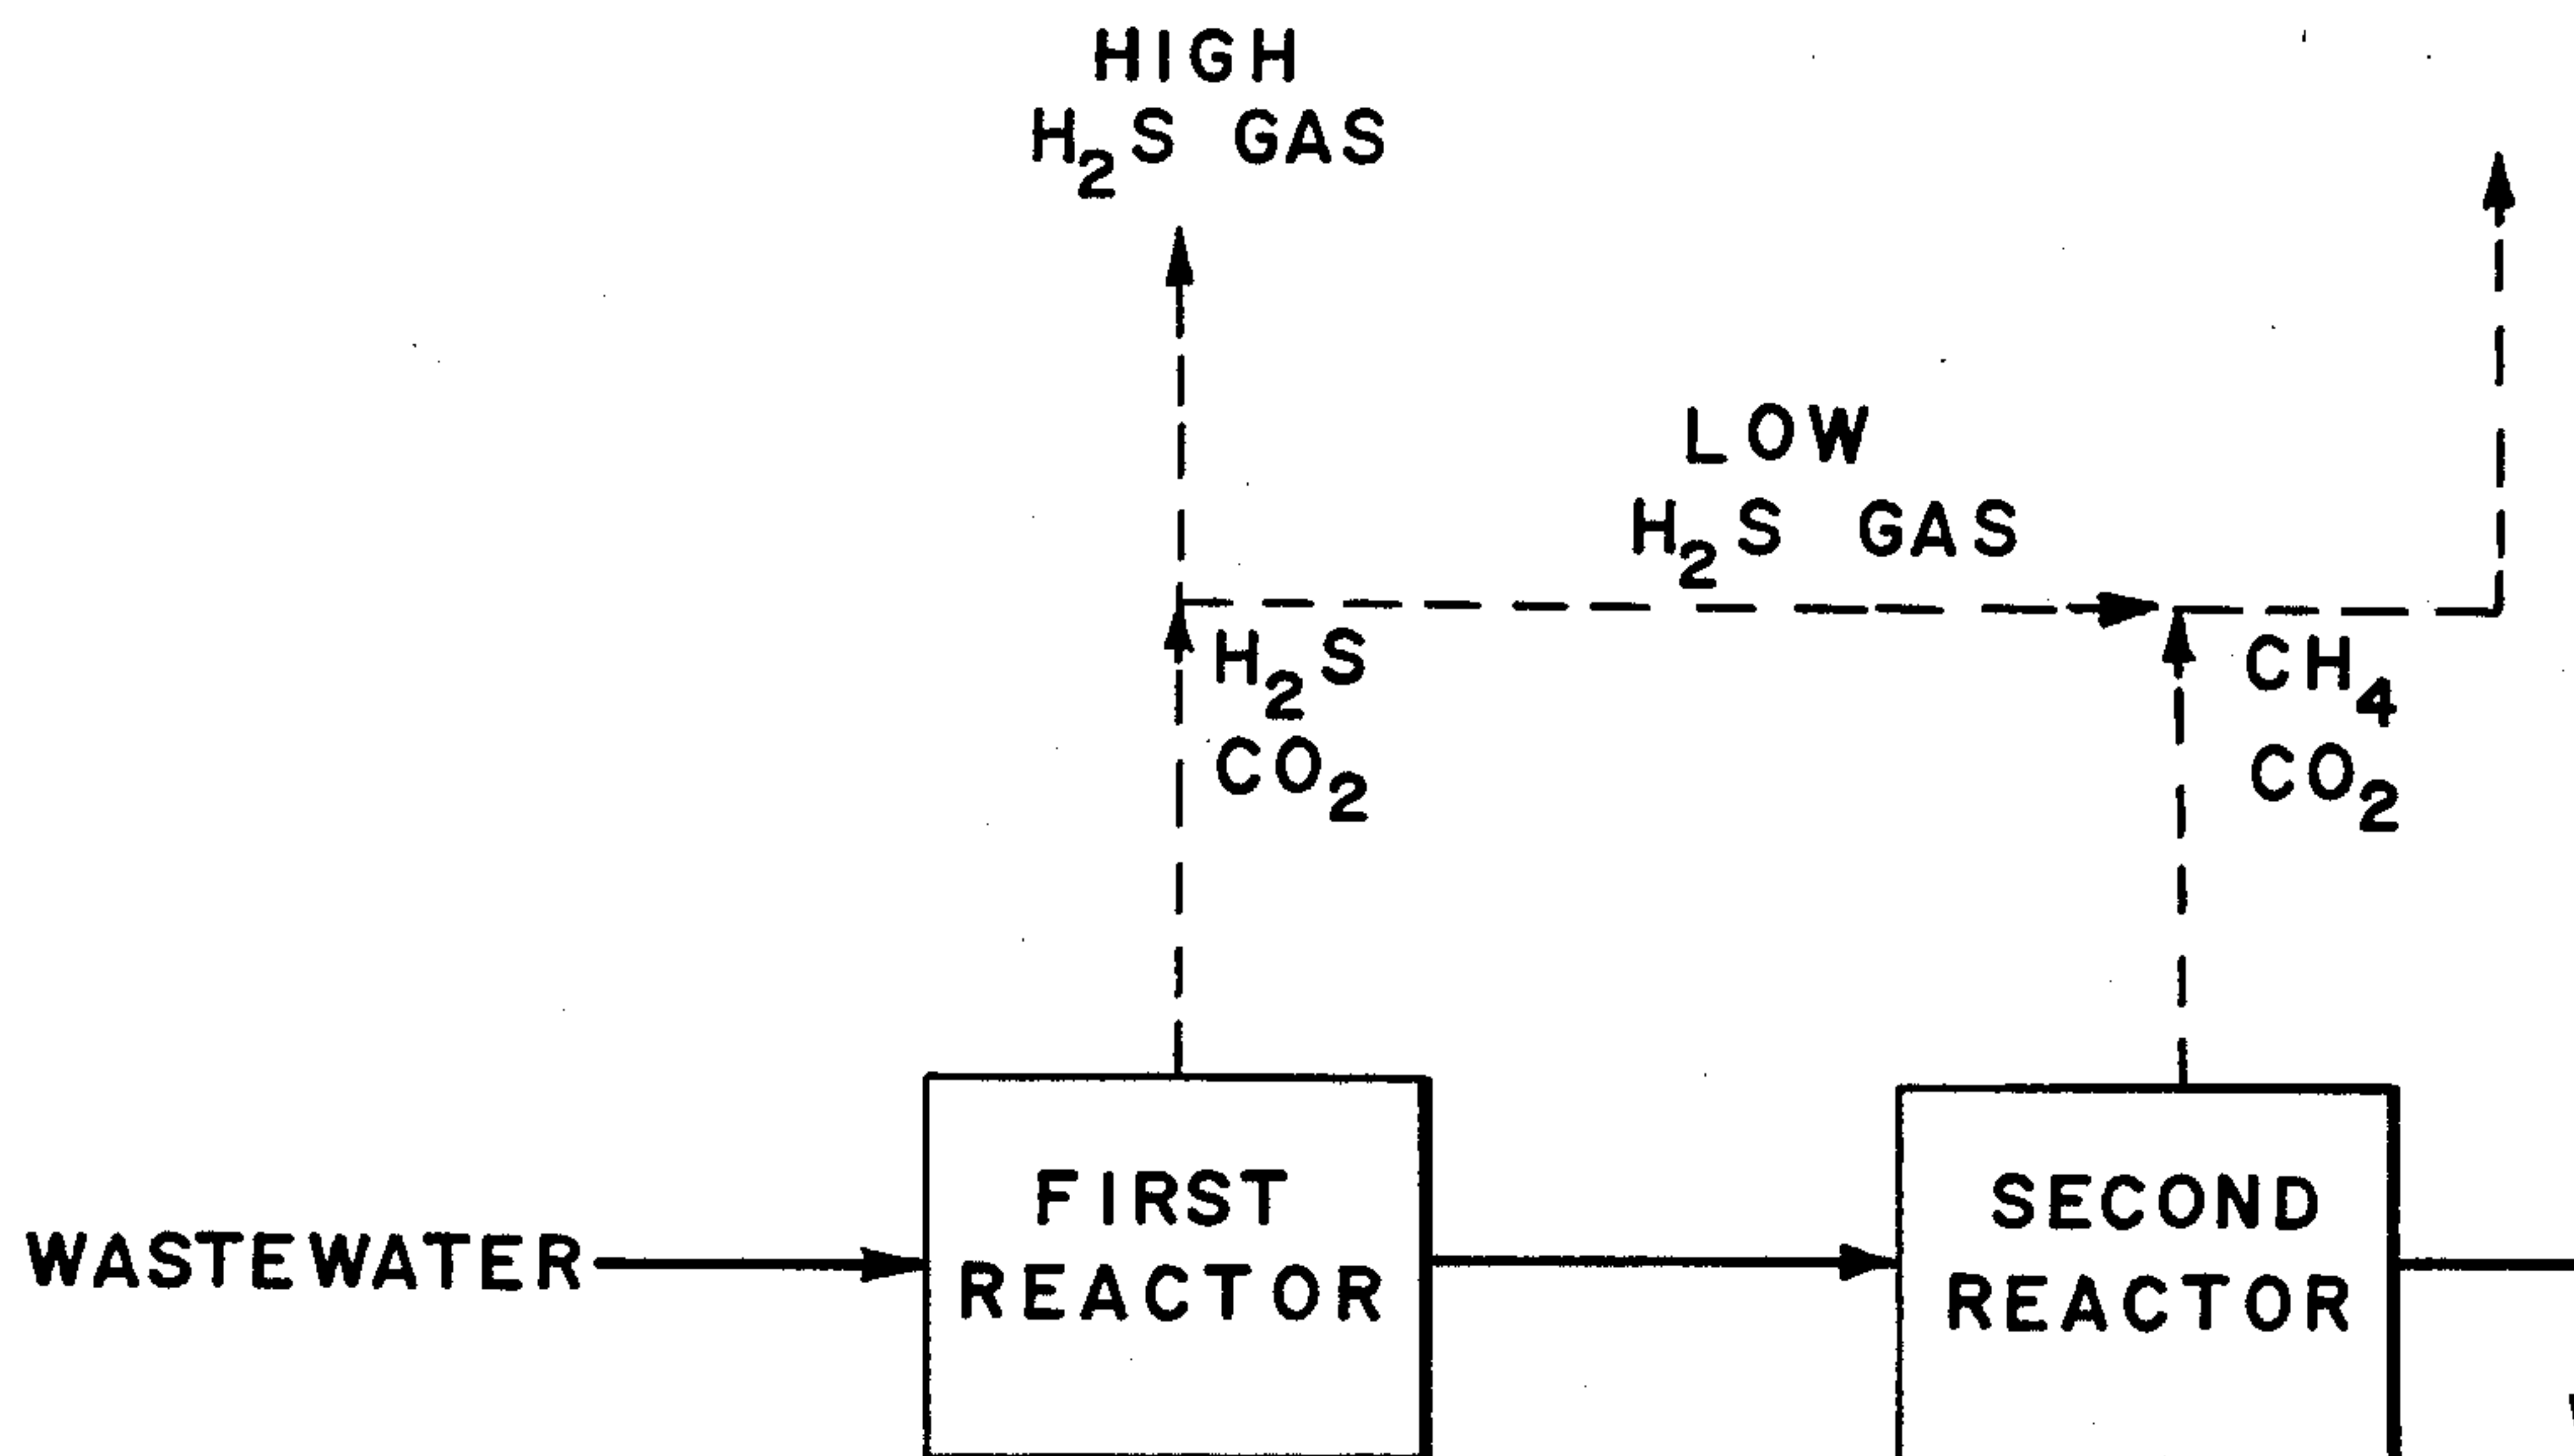 HIGH
H₂S GAS
LOW
H₂S GAS
H₂S
CO₂
CH₄
CO₂
WASTEWATER
FIRST
REACTOR
SECOND
REACTOR